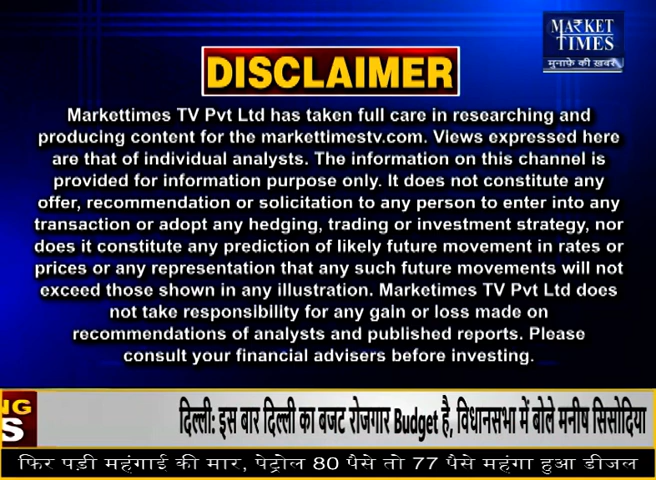 MARKET
TIMES
मुनाफे की ख़बर
DISCLAIMER
Markettimes TV Pvt Ltd has taken full care in researching and
producing content for the markettimestv.com. Views expressed here
are that of individual analysts. The information on this channel is
provided for information purpose only. It does not constitute any
offer, recommendation or solicitation to any person to enter into any
transaction or adopt any hedging, trading or investment strategy, nor
does it constitute any prediction of likely future movement in rates or
prices or any representation that any such future movements will not
exceed those shown in any illustration. Marketimes TV Pvt Ltd does
not take responsibility for any gain or loss made on
recommendations of analysts and published reports. Please
consult your financial advisers before investing.
NG
S
दिल्ली: इस बार दिल्ली का बजट रोजगार Budget है, विधानसभा में बोले मनीष सिसोदिया
फिर पड़ी महंगाई की मार, पेट्रोल 80 पैसे तो 77 पैसे महंगा हुआ डीजल